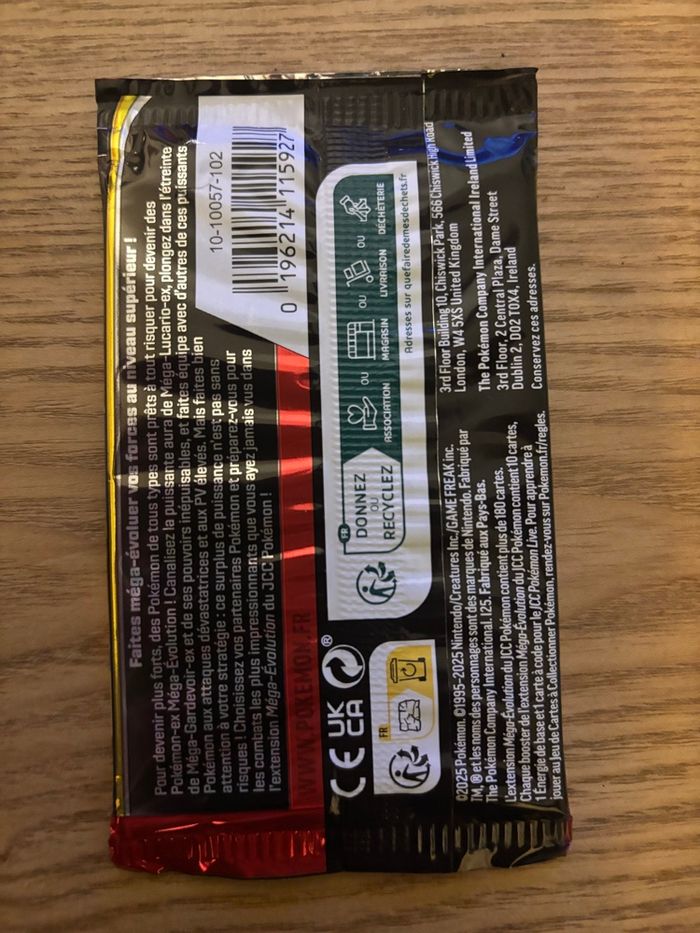 Faites méga-évoluer vos forces au niveau supérieur !
Pour devenir plus forts, des Pokémon de tous types sont prêts à tout risquer pour devenir des
Pokémon-ex Méga-Évolution ! Canalisez la puissante aura de Méga-Lucario-ex, plongez dans l'étreinte
de Méga-Gardevoir-ex et de ses pouvoirs inépuisables, et faites équipe avec d'autres de ces puissants
Pokémon aux attaques dévastatrices et aux PV élevés. Mais faites bien
attention à votre stratégie : ce surplus de puissance n'est pas sans
risques ! Choisissez vos partenaires Pokémon et préparez-vous pour
les combats les plus impressionnants que vous ayez jamais vus dans
l'extension Méga-Évolution du JCC Pokémon !
WWW.POKEMON.FR
10-10057-102
0 196214 115927
CE UK CA ®
FR
DONNEZ
OU
RECYCLEZ
ASSOCIATION OU MAGASIN OU LIVRAISON OU DÉCHÈTERIE
Adresses sur quefairedemesdechets.fr
FR
©2025 Pokémon. ©1995–2025 Nintendo/Creatures Inc./GAME FREAK inc.
TM, ® et les noms des personnages sont des marques de Nintendo. Fabriqué par
The Pokémon Company International. I25. Fabriqué aux Pays-Bas.
L'extension Méga-Évolution du JCC Pokémon contient plus de 180 cartes.
Chaque booster de l'extension Méga-Évolution du JCC Pokémon contient 10 cartes,
1 Énergie de base et 1 carte à code pour le JCC Pokémon Live. Pour apprendre à
jouer au Jeu de Cartes à Collectionner Pokémon, rendez-vous sur Pokemon.fr/regles.
3rd Floor Building 10, Chiswick Park, 566 Chiswick High Road
London, W4 5XS United Kingdom
The Pokémon Company International Ireland Limited
3rd Floor, 2 Central Plaza, Dame Street
Dublin 2, D02 T0X4, Ireland
Conservez ces adresses.